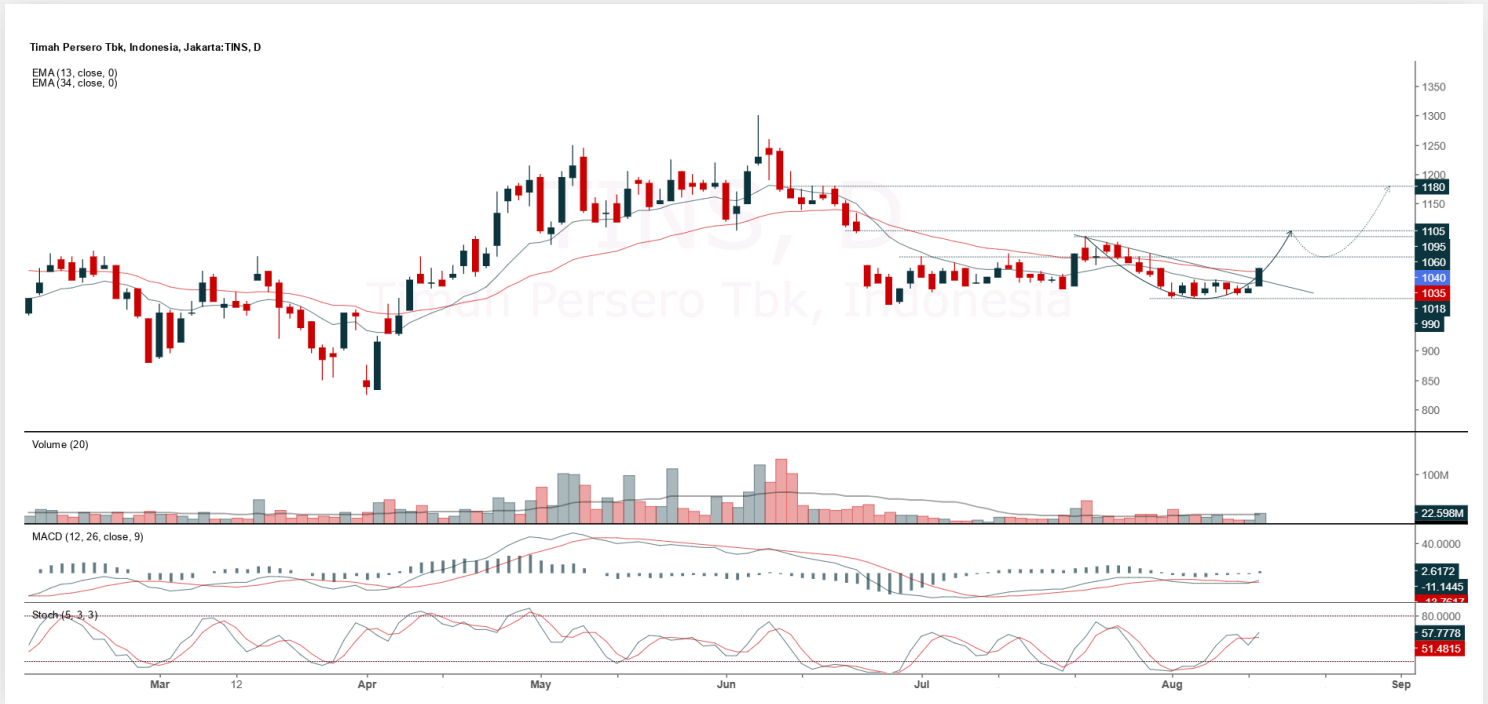 Timah Persero Tbk, Indonesia, Jakarta:TINS, D
EMA (13, close, 0)
EMA (34, close, 0)
TINS, D
Timah Persero Tbk, Indonesia
1350
1300
1250
1200
1180
1150
1105
1095
1060
1040
1035
1018
990
900
850
800
Volume (20)
100M
22.598M
MACD (12, 26, close, 9)
40.0000
2.6172
-11.1445
-13.7617
Stoch (5, 3, 3)
80.0000
57.7778
51.4815
Mar 12 Apr May Jun Jul Aug Sep